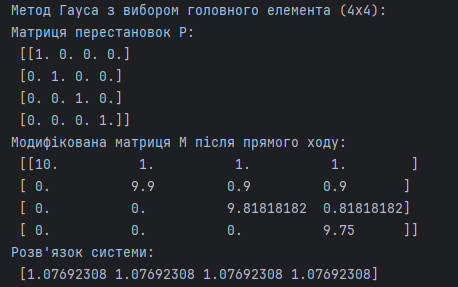 Метод Гауса з вибором головного елемента (4x4):
Матриця перестановок P:
[[1. 0. 0. 0.]
[0. 1. 0. 0.]
[0. 0. 1. 0.]
[0. 0. 0. 1.]]
Модифікована матриця M після прямого ходу:
[[10. 1. 1. 1. ]
[ 0. 9.9 0.9 0.9 ]
[ 0. 0. 9.81818182 0.81818182]
[ 0. 0. 0. 9.75 ]]
Розв'язок системи:
[1.07692308 1.07692308 1.07692308 1.07692308]